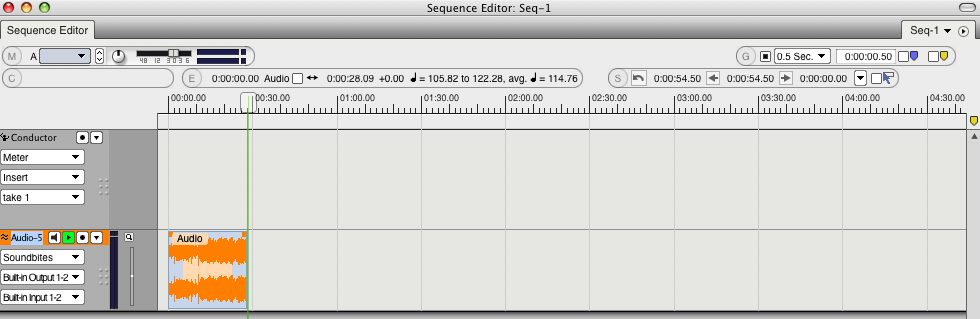 Sequence Editor: Seq-1
Sequence Editor Seq-1
M A 48 12 3 0 3 6 G 0.5 Sec. 0:00:00.50
C E 0:00:00.00 Audio 0:00:28.09 +0.00 ♩ = 105.82 to 122.28, avg. ♩ = 114.76 S 0:00:54.50 0:00:54.50 0:00:00.00
00:00.00 00:30.00 01:00.00 01:30.00 02:00.00 02:30.00 03:00.00 03:30.00 04:00.00 04:30.00
Conductor
Meter
Insert
take 1
Audio-S Audio
Soundbites
Built-in Output 1-2
Built-in Input 1-2